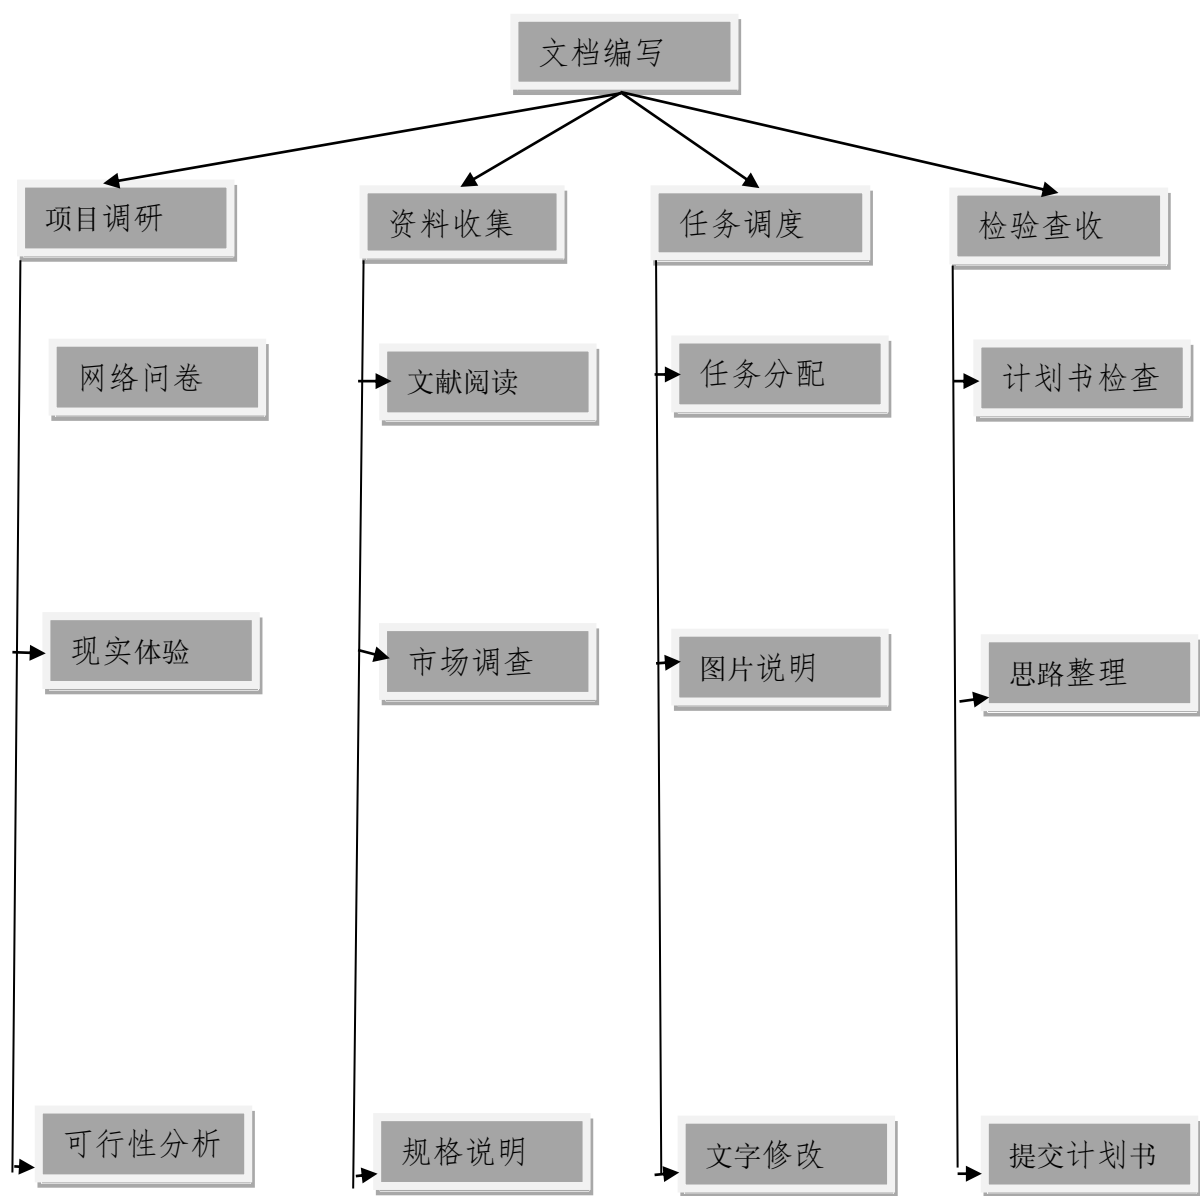 文档编写
项目调研
资料收集
任务调度
检验查收
网络问卷
文献阅读
任务分配
计划书检查
现实体验
市场调查
图片说明
思路整理
可行性分析
规格说明
文字修改
提交计划书